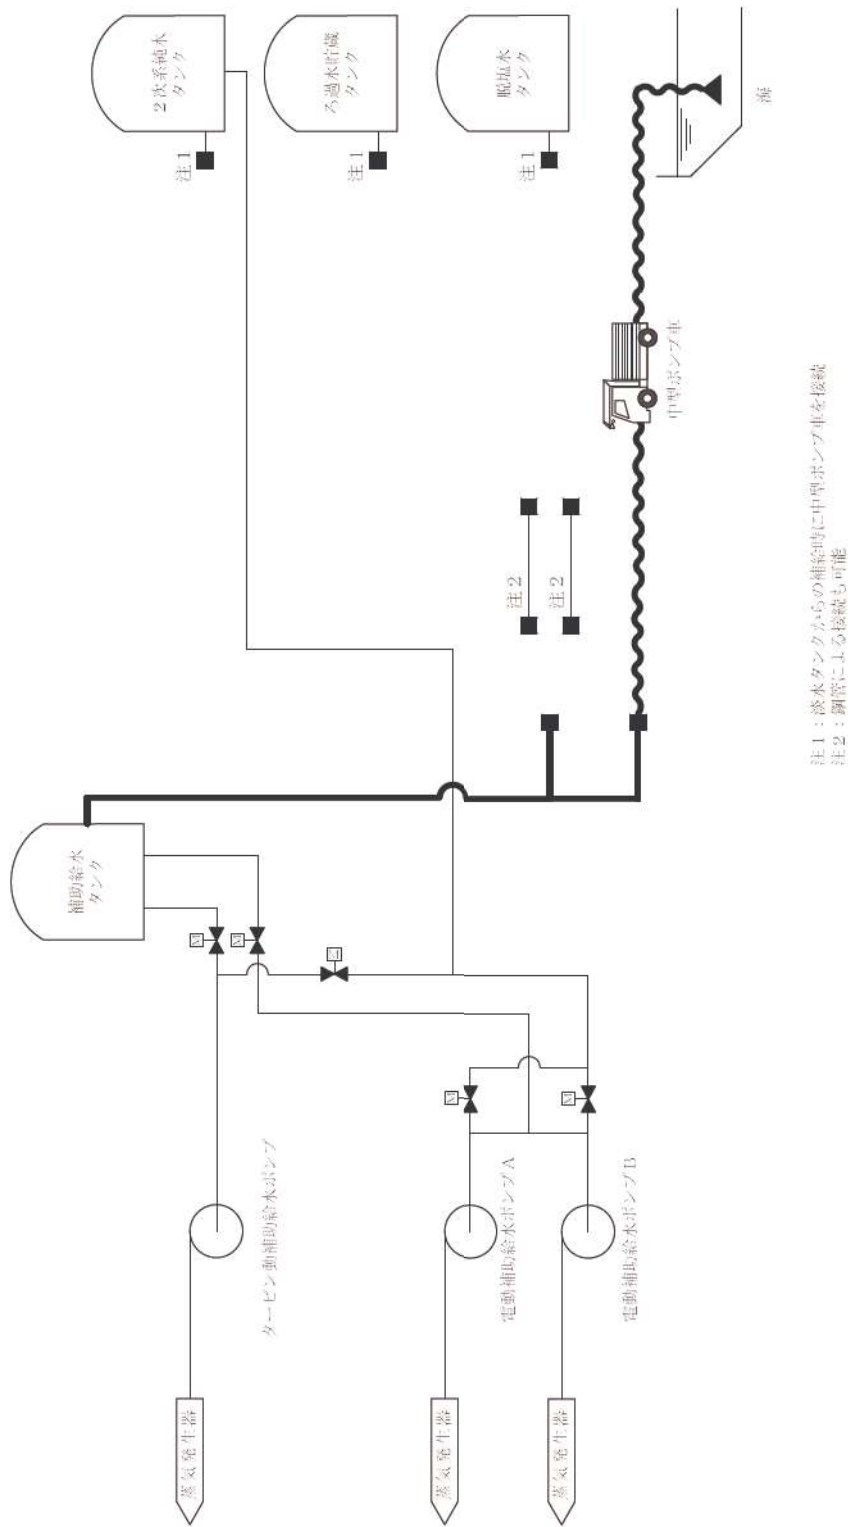 蒸気発生器
蒸気発生器
蒸気発生器
タービン動補助給水ポンプ
電動補助給水ポンプA
電動補助給水ポンプB
M
M
M
M
M
補助給水
タンク
注2
注2
中型ポンプ車
2次系純水
タンク
ろ過水貯蔵
タンク
脱塩水
タンク
注1
注1
注1
海
注1:淡水タンクからの補給時に中型ポンプ車を接続
注2:鋼管による接続も可能